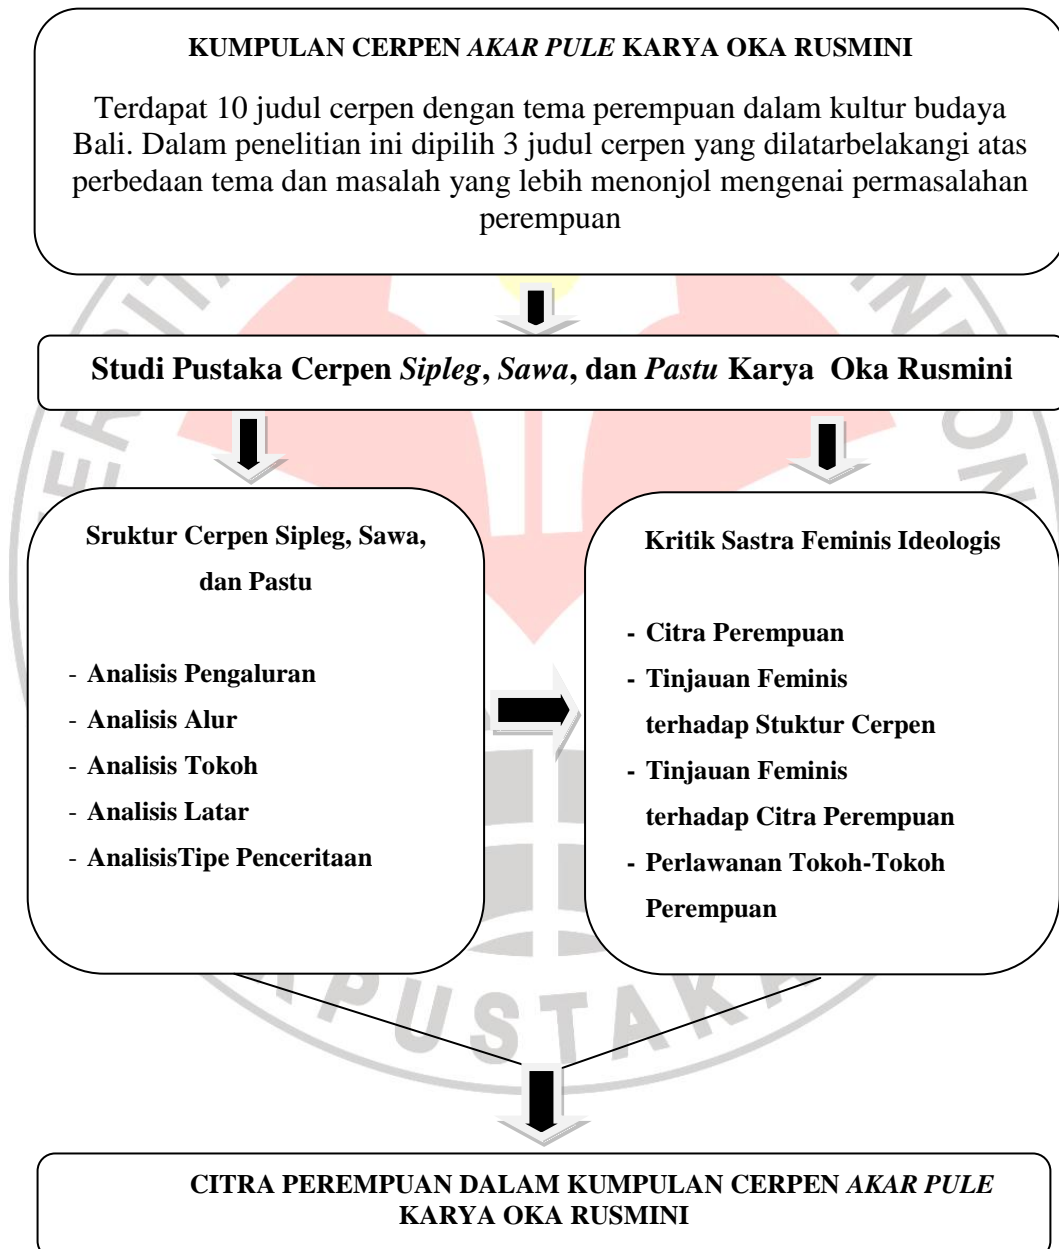 KUMPULAN CERPEN AKAR PULE KARYA OKA RUSMINI
Terdapat 10 judul cerpen dengan tema perempuan dalam kultur budaya
Bali. Dalam penelitian ini dipilih 3 judul cerpen yang dilatarbelakangi atas
perbedaan tema dan masalah yang lebih menonjol mengenai permasalahan
perempuan
Studi Pustaka Cerpen Sipleg, Sawa, dan Pastu Karya Oka Rusmini
Sruktur Cerpen Sipleg, Sawa,
dan Pastu
- Analisis Pengaluran
- Analisis Alur
- Analisis Tokoh
- Analisis Latar
- AnalisisTipe Penceritaan
Kritik Sastra Feminis Ideologis
- Citra Perempuan
- Tinjauan Feminis
terhadap Stuktur Cerpen
- Tinjauan Feminis
terhadap Citra Perempuan
- Perlawanan Tokoh-Tokoh
Perempuan
CITRA PEREMPUAN DALAM KUMPULAN CERPEN AKAR PULE
KARYA OKA RUSMINI